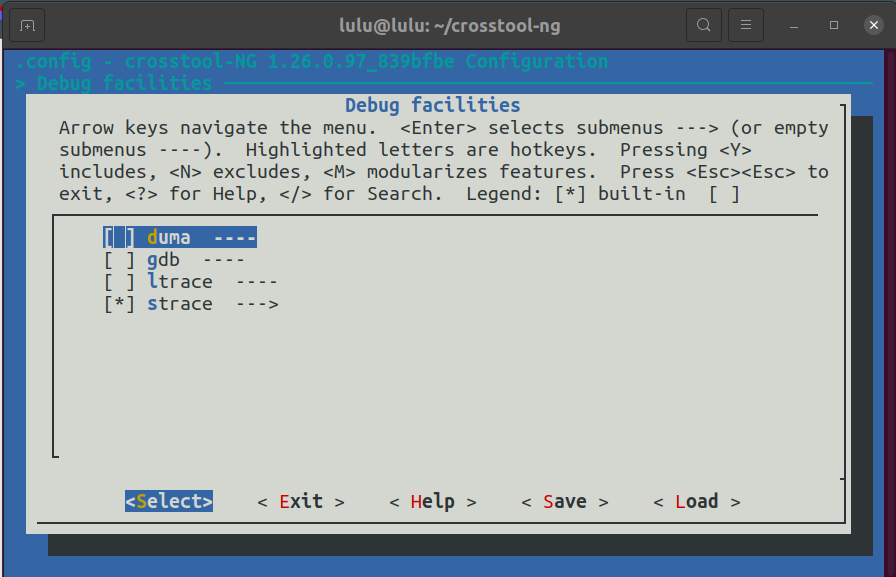 lulu@lulu: ~/crosstool-ng
.config - crosstool-NG 1.26.0.97_839bfbe Configuration
> Debug facilities
Debug facilities
Arrow keys navigate the menu.  <Enter> selects submenus ---> (or empty
submenus ----).  Highlighted letters are hotkeys.  Pressing <Y>
includes, <N> excludes, <M> modularizes features.  Press <Esc><Esc> to
exit, <?> for Help, </> for Search.  Legend: [*] built-in  [ ]
[ ] duma  ----
[ ] gdb  ----
[ ] ltrace  ----
[*] strace  --->
<Select>    < Exit >    < Help >    < Save >    < Load >